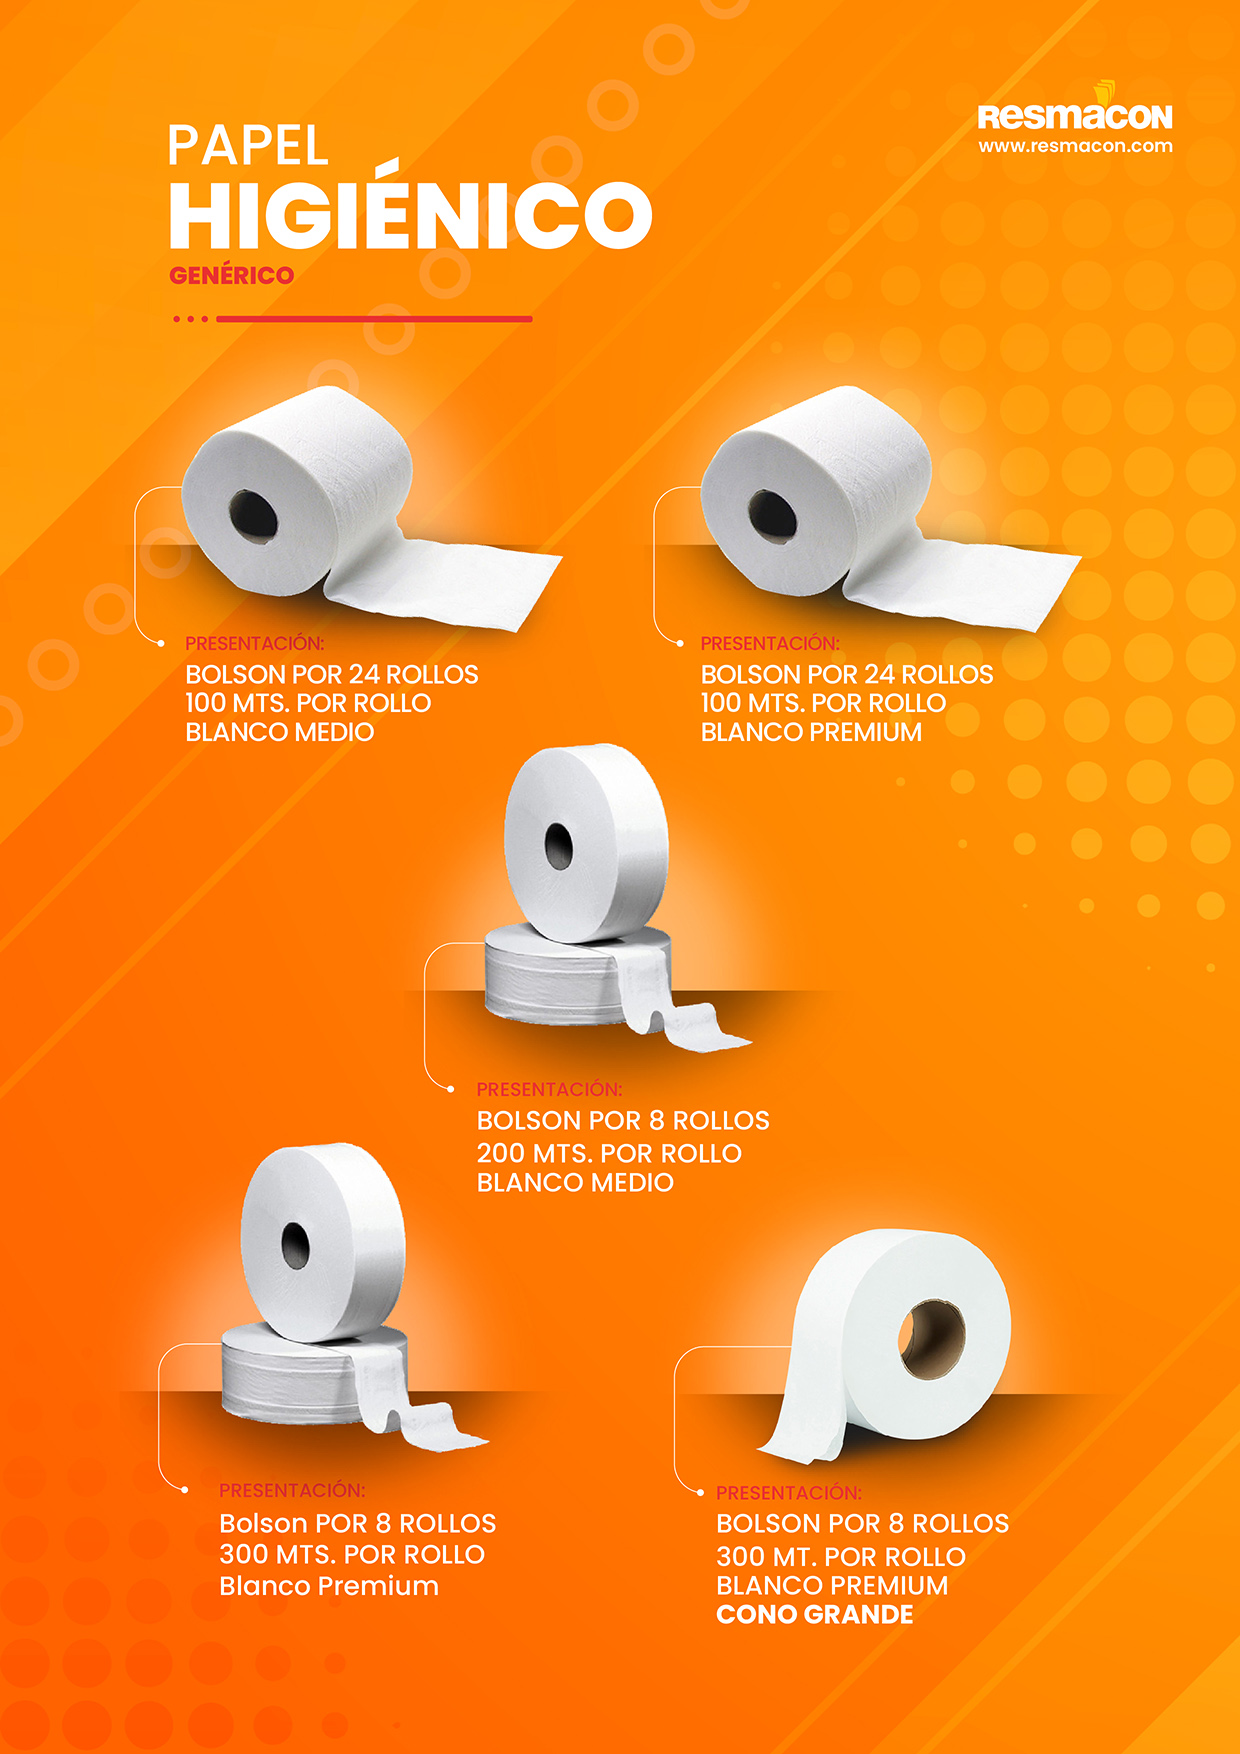 PAPEL
HIGIÉNICO
GENÉRICO
RESMACON
www.resmacon.com
PRESENTACIÓN:
BOLSON POR 24 ROLLOS
100 MTS. POR ROLLO
BLANCO MEDIO
PRESENTACIÓN:
BOLSON POR 24 ROLLOS
100 MTS. POR ROLLO
BLANCO PREMIUM
PRESENTACIÓN:
BOLSON POR 8 ROLLOS
200 MTS. POR ROLLO
BLANCO MEDIO
PRESENTACIÓN:
Bolson POR 8 ROLLOS
300 MTS. POR ROLLO
Blanco Premium
PRESENTACIÓN:
BOLSON POR 8 ROLLOS
300 MT. POR ROLLO
BLANCO PREMIUM
CONO GRANDE